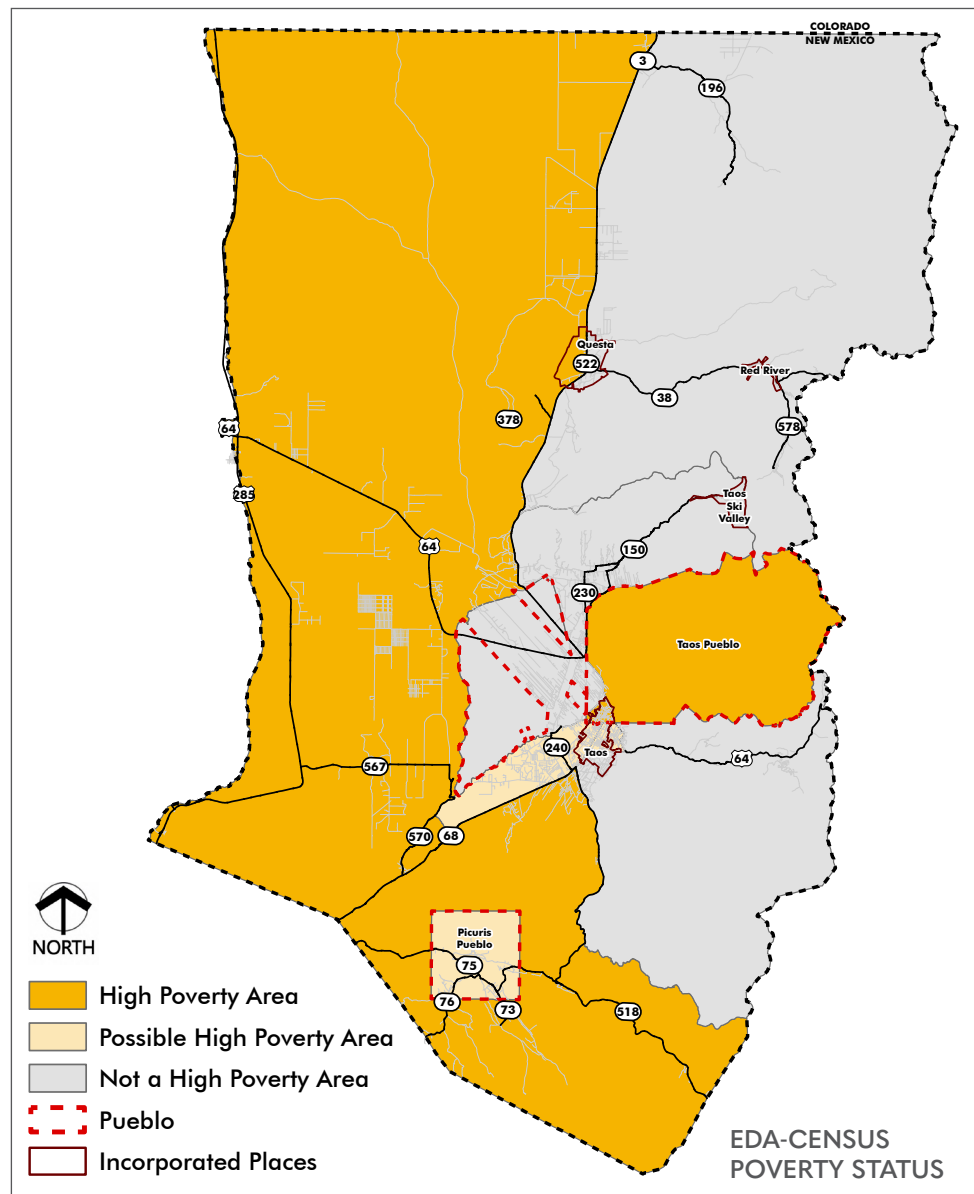 COLORADO
NEW MEXICO
3
196
Questa
522
Red River
38
378
578
64
285
Taos
Ski
Valley
64
150
230
Taos Pueblo
240
Taos
64
567
570
68
Picuris
Pueblo
75
76
73
518
NORTH
High Poverty Area
Possible High Poverty Area
Not a High Poverty Area
Pueblo
Incorporated Places
EDA-CENSUS
POVERTY STATUS